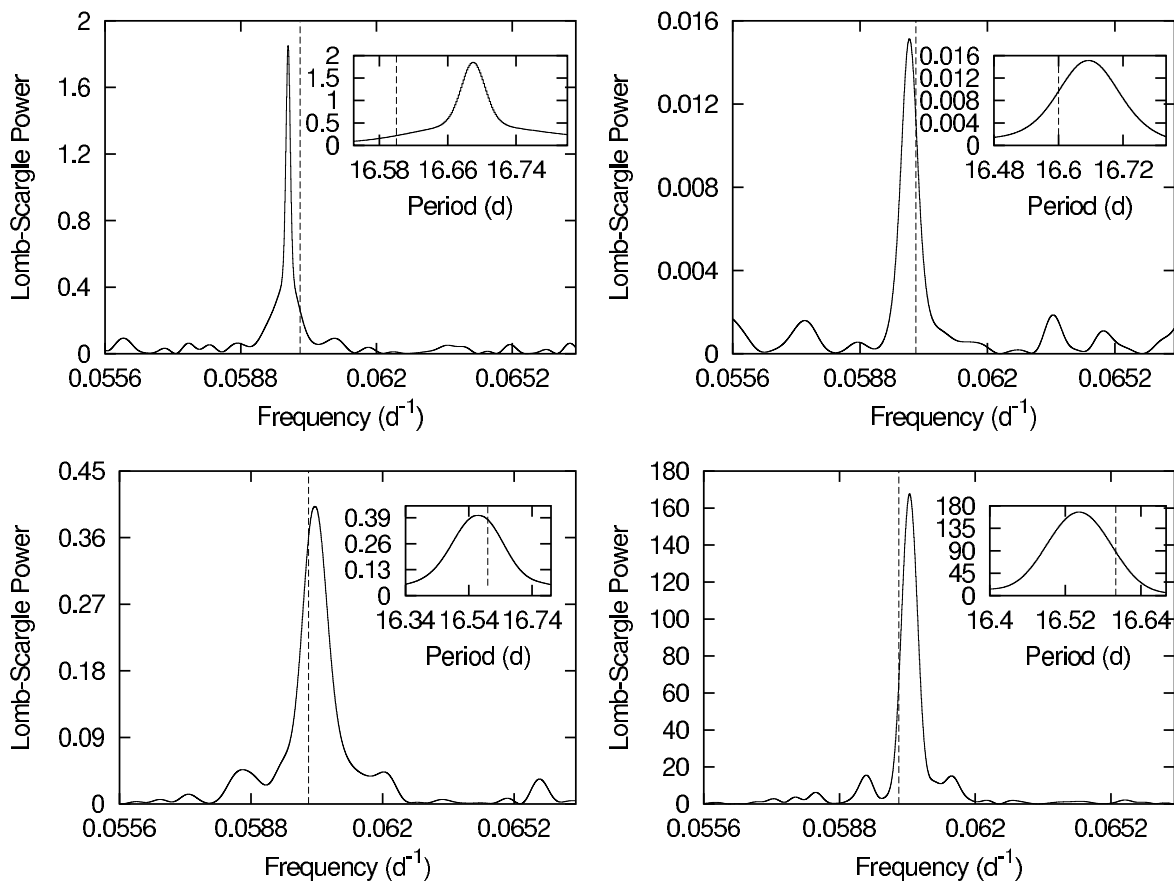 2
1.6
1.2
0.8
0.4
0
0.0556 0.0588 0.062 0.0652
Lomb-Scargle Power
Frequency (d-1)
2
1.5
1
0.5
0
16.58 16.66 16.74
Period (d)
0.016
0.012
0.008
0.004
0
0.0556 0.0588 0.062 0.0652
Lomb-Scargle Power
Frequency (d-1)
0.016
0.012
0.008
0.004
0
16.48 16.6 16.72
Period (d)
0.45
0.36
0.27
0.18
0.09
0
0.0556 0.0588 0.062 0.0652
Lomb-Scargle Power
Frequency (d-1)
0.39
0.26
0.13
0
16.34 16.54 16.74
Period (d)
180
160
140
120
100
80
60
40
20
0
0.0556 0.0588 0.062 0.0652
Lomb-Scargle Power
Frequency (d-1)
180
135
90
45
0
16.4 16.52 16.64
Period (d)